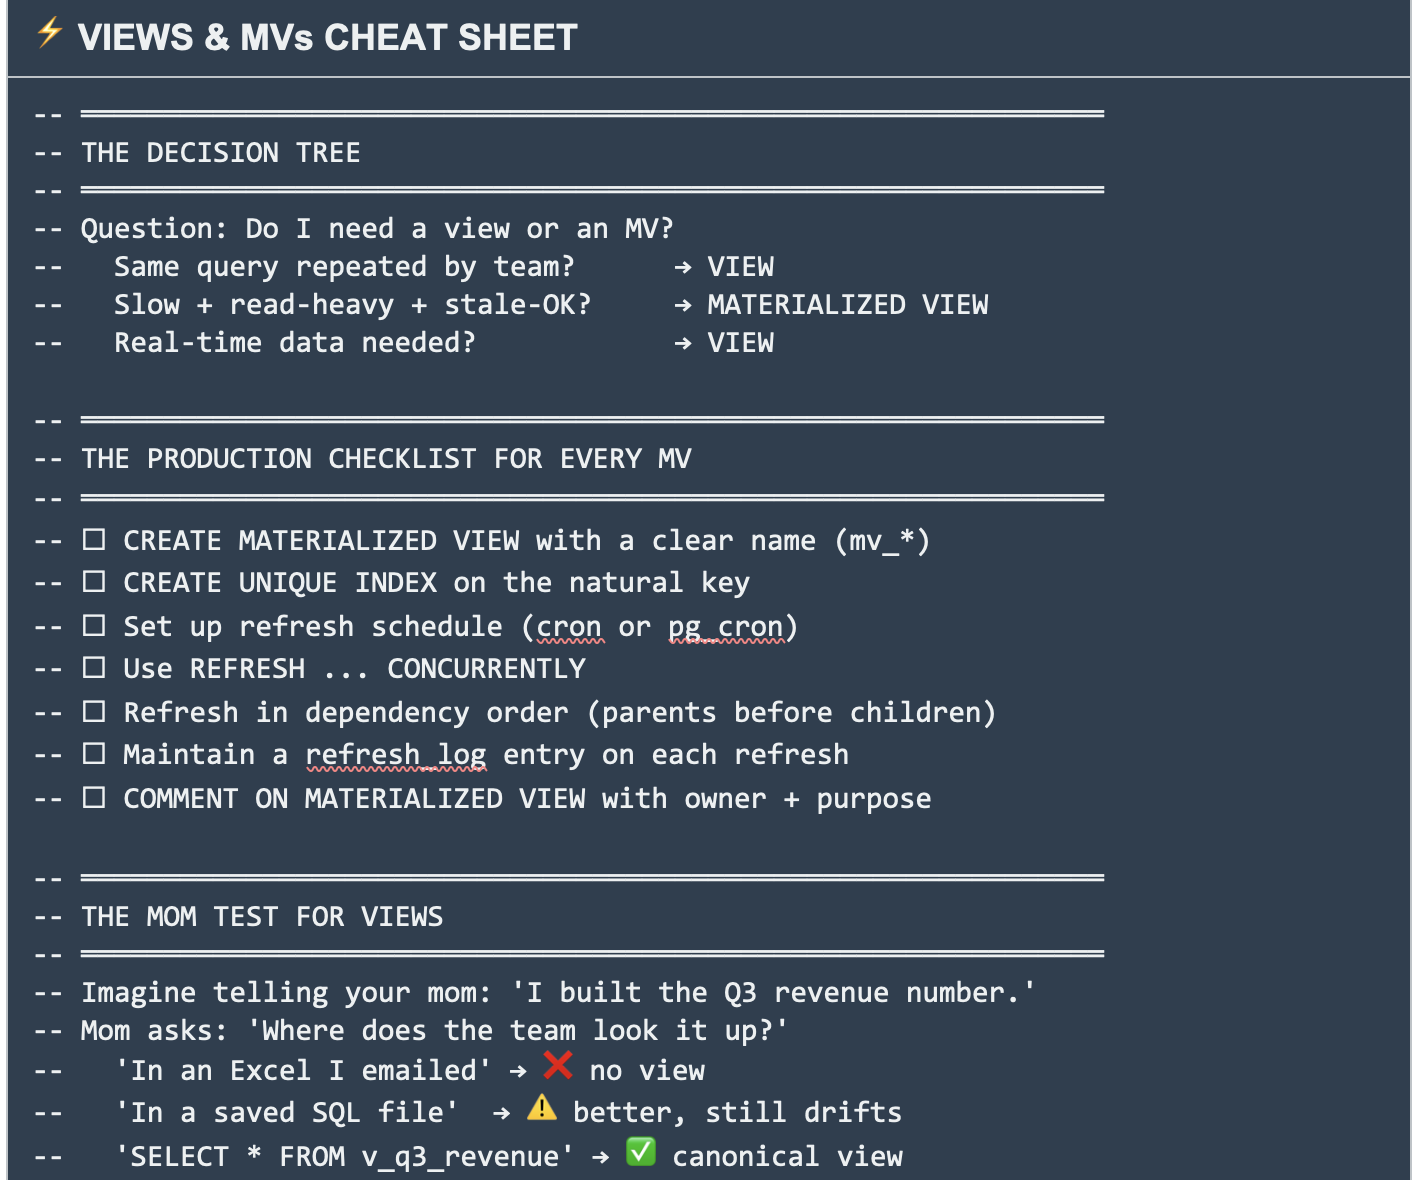 ⚡ VIEWS & MVs CHEAT SHEET
-- ══════════════════════════════════════════════════════════════
-- THE DECISION TREE
-- ══════════════════════════════════════════════════════════════
-- Question: Do I need a view or an MV?
--   Same query repeated by team?      → VIEW
--   Slow + read-heavy + stale-OK?     → MATERIALIZED VIEW
--   Real-time data needed?            → VIEW
-- ══════════════════════════════════════════════════════════════
-- THE PRODUCTION CHECKLIST FOR EVERY MV
-- ══════════════════════════════════════════════════════════════
-- ☐ CREATE MATERIALIZED VIEW with a clear name (mv_*)
-- ☐ CREATE UNIQUE INDEX on the natural key
-- ☐ Set up refresh schedule (cron or pg_cron)
-- ☐ Use REFRESH ... CONCURRENTLY
-- ☐ Refresh in dependency order (parents before children)
-- ☐ Maintain a refresh_log entry on each refresh
-- ☐ COMMENT ON MATERIALIZED VIEW with owner + purpose
-- ══════════════════════════════════════════════════════════════
-- THE MOM TEST FOR VIEWS
-- ══════════════════════════════════════════════════════════════
-- Imagine telling your mom: 'I built the Q3 revenue number.'
-- Mom asks: 'Where does the team look it up?'
--   'In an Excel I emailed' → ❌ no view
--   'In a saved SQL file'  → ⚠️ better, still drifts
--   'SELECT * FROM v_q3_revenue' → ✅ canonical view